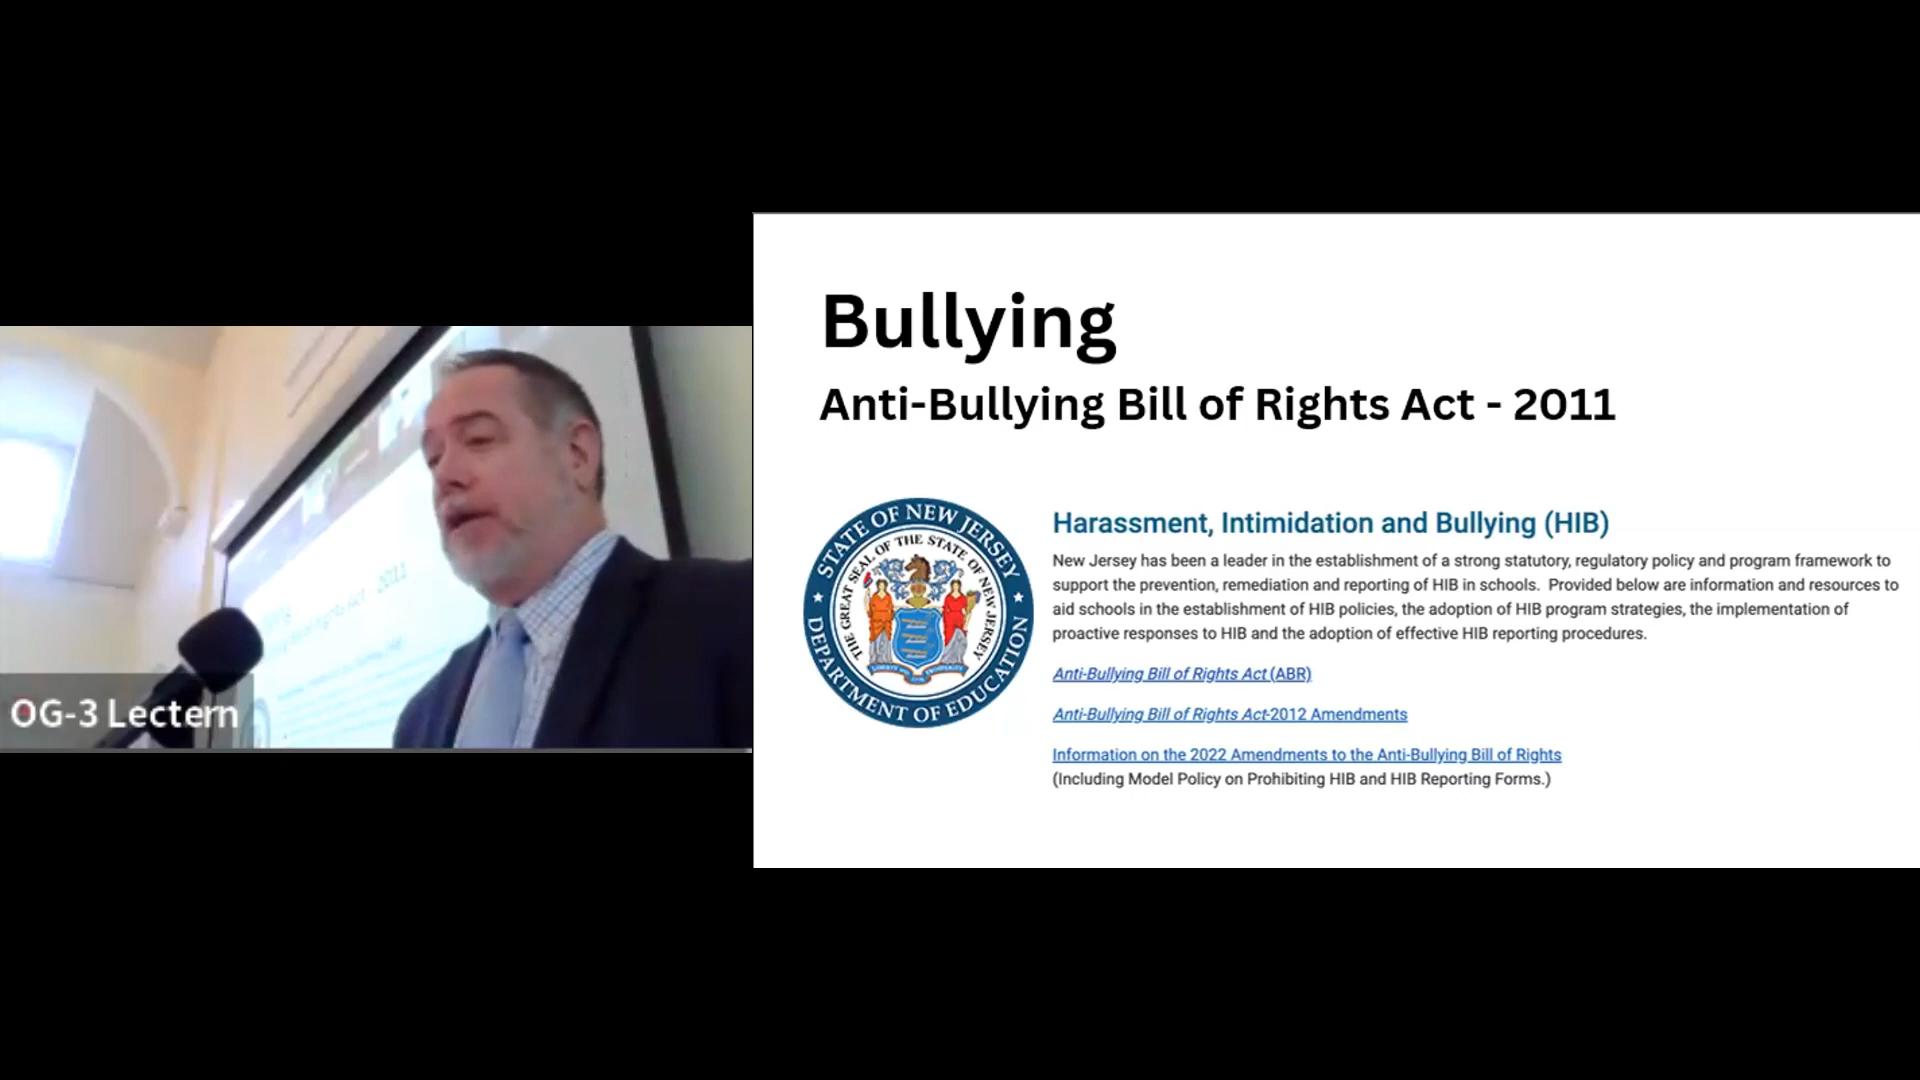 Bullying
Anti-Bullying Bill of Rights Act - 2011
STATE OF NEW JERSEY
THE GREAT SEAL OF THE STATE OF NEW JERSEY
DEPARTMENT OF EDUCATION
Harassment, Intimidation and Bullying (HIB)
New Jersey has been a leader in the establishment of a strong statutory, regulatory policy and program framework to
support the prevention, remediation and reporting of HIB in schools.  Provided below are information and resources to
aid schools in the establishment of HIB policies, the adoption of HIB program strategies, the implementation of
proactive responses to HIB and the adoption of effective HIB reporting procedures.
Anti-Bullying Bill of Rights Act (ABR)
Anti-Bullying Bill of Rights Act-2012 Amendments
Information on the 2022 Amendments to the Anti-Bullying Bill of Rights
(Including Model Policy on Prohibiting HIB and HIB Reporting Forms.)
OG-3 Lectern